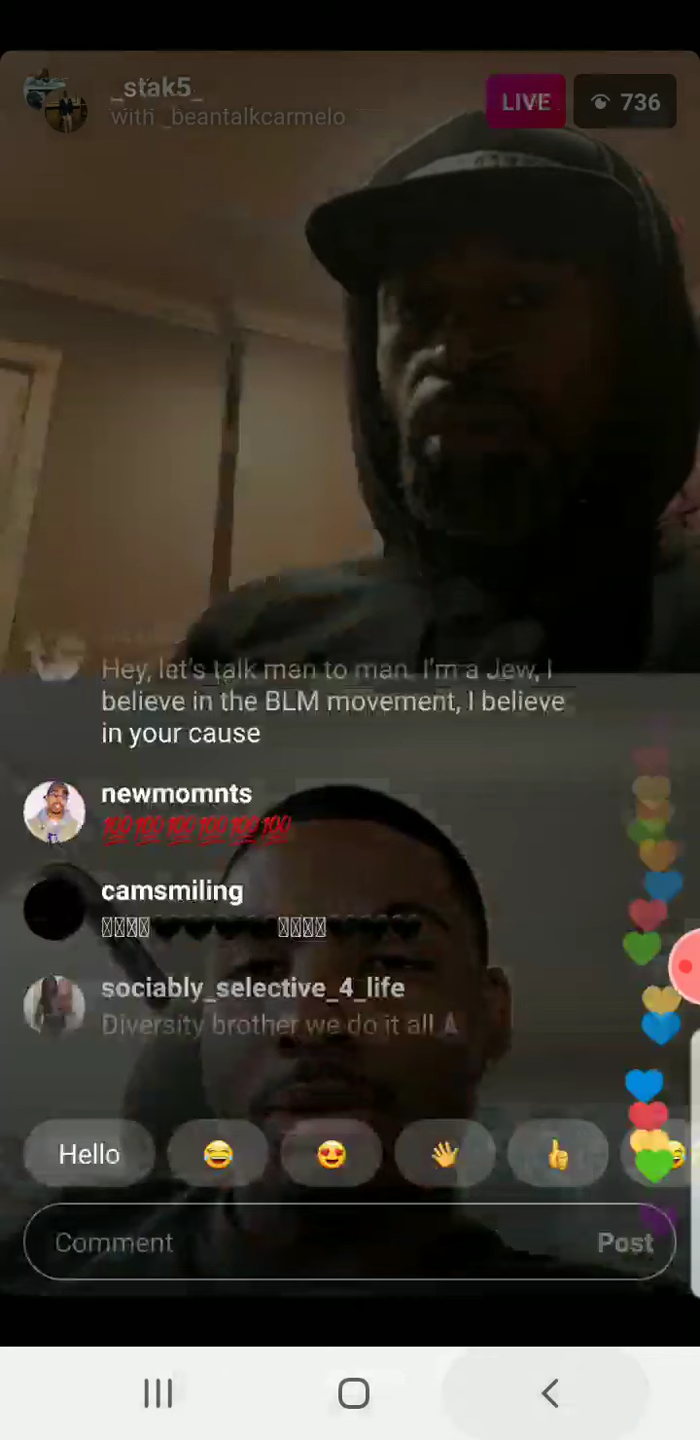 _stak5_
with _beantalkcarmelo
LIVE
736
Hey, let's talk man to man. I'm a Jew, I
believe in the BLM movement, I believe
in your cause
newmomnts
💯💯💯💯💯💯
camsmiling
sociably_selective_4_life
Diversity brother we do it all
Hello
Comment
Post